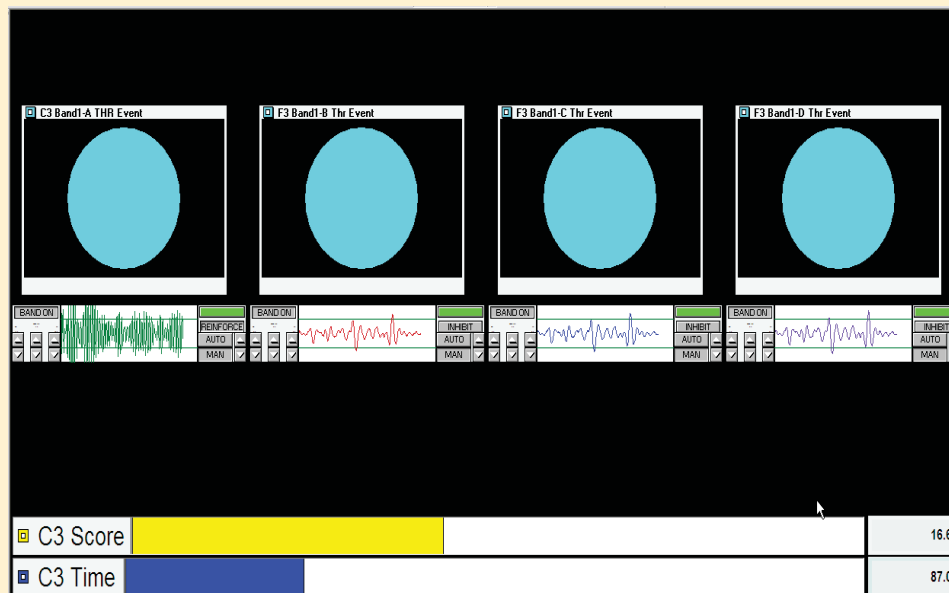 C3 Band1-A THR Event
F3 Band1-B Thr Event
F3 Band1-C Thr Event
F3 Band1-D Thr Event
BAND ON
REINFORCE
AUTO
MAN
BAND ON
INHIBIT
AUTO
MAN
BAND ON
INHIBIT
AUTO
MAN
BAND ON
INHIBIT
AUTO
MAN
C3 Score
16.6
C3 Time
87.0